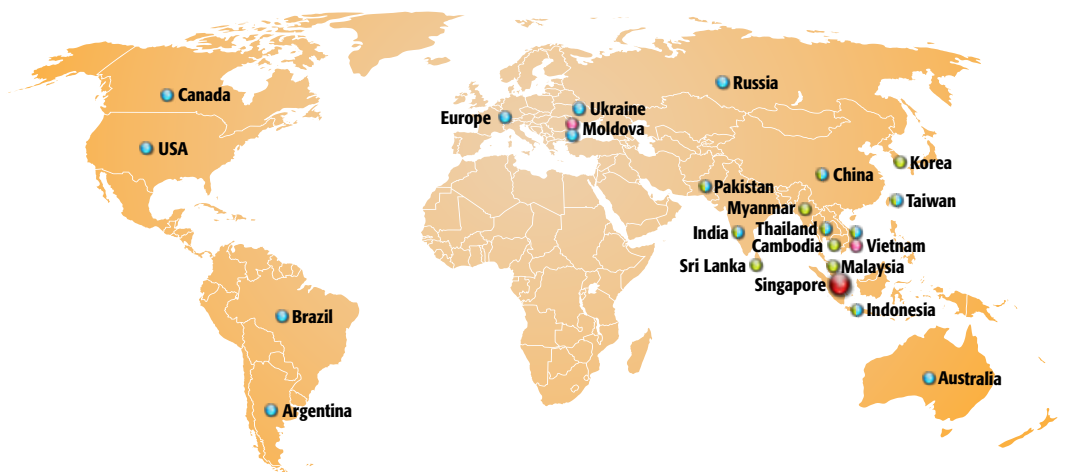 Russia
Canada
Ukraine
Europe
Moldova
USA
Korea
China
Pakistan
Taiwan
Myanmar
Thailand
India
Cambodia
Vietnam
Sri Lanka
Malaysia
Singapore
Indonesia
Brazil
Australia
Argentina